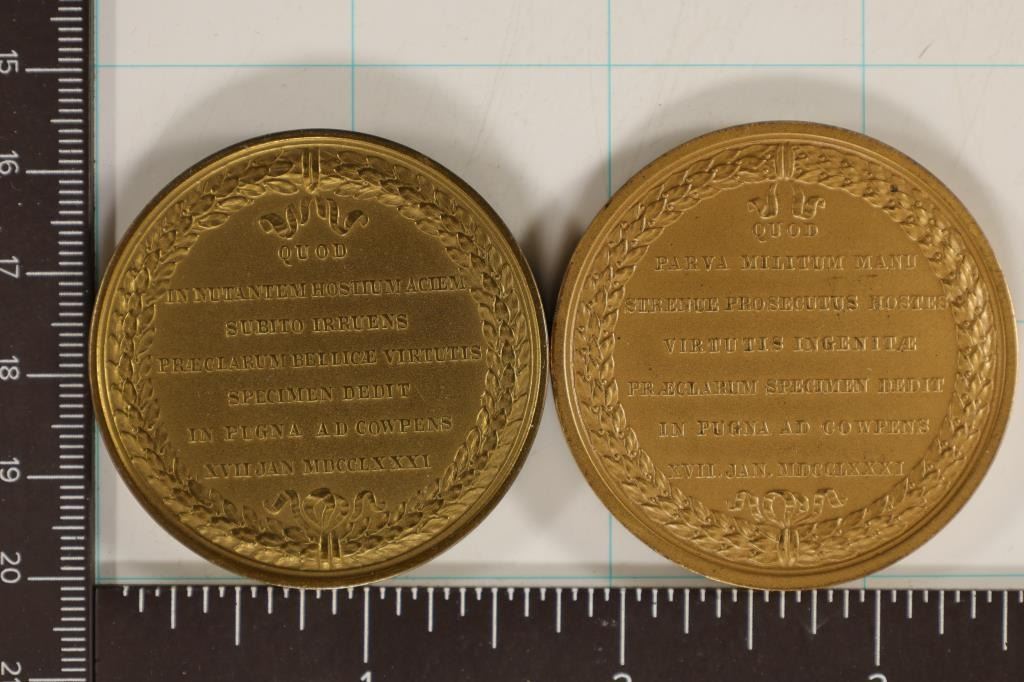 QUOD
IN NUTANTEM HOSTIUM ACIEM
SUBITO IRRUENS
PRÆCLARUM BELLICÆ VIRTUTIS
SPECIMEN DEDIT
IN PUGNA AD COWPENS
XVII. JAN MDCCLXXXI
QUOD
PARVA MILITUM MANU
STRENUE PROSECUTUS HOSTES
VIRTUTIS INGENITÆ
PRÆCLARUM SPECIMEN DEDIT
IN PUGNA AD COWPENS
XVII. JAN. MDCCLXXXI
15
16
17
18
19
20
21
1
2
3